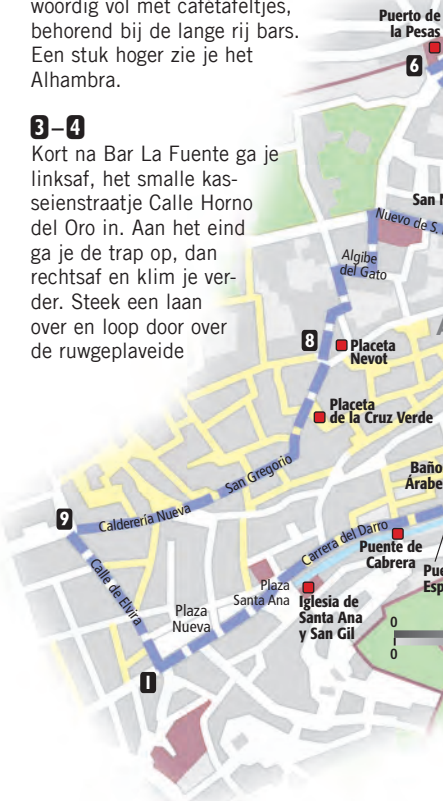 woordig vol met cafétafeltjes,
behorend bij de lange rij bars.
Een stuk hoger zie je het
Alhambra.
3–4
Kort na Bar La Fuente ga je
linksaf, het smalle kas-
seienstraatje Calle Horno
del Oro in. Aan het eind
ga je de trap op, dan
rechtsaf en klim je ver-
der. Steek een laan
over en loop door over
de ruwgeplaveide
Puerto de
la Pesas
6
San
Nuevo de S.
Algibe
del Gato
8
Placeta
Nevot
Placeta
de la Cruz Verde
San Gregorio
Calderería Nueva
9
Calle de Elvira
Baño
Árabe
Carrera del Darro
Puente de
Cabrera
Pue
Esp
Plaza
Santa Ana
Iglesia de
Santa Ana
y San Gil
Plaza
Nueva
1
0
0